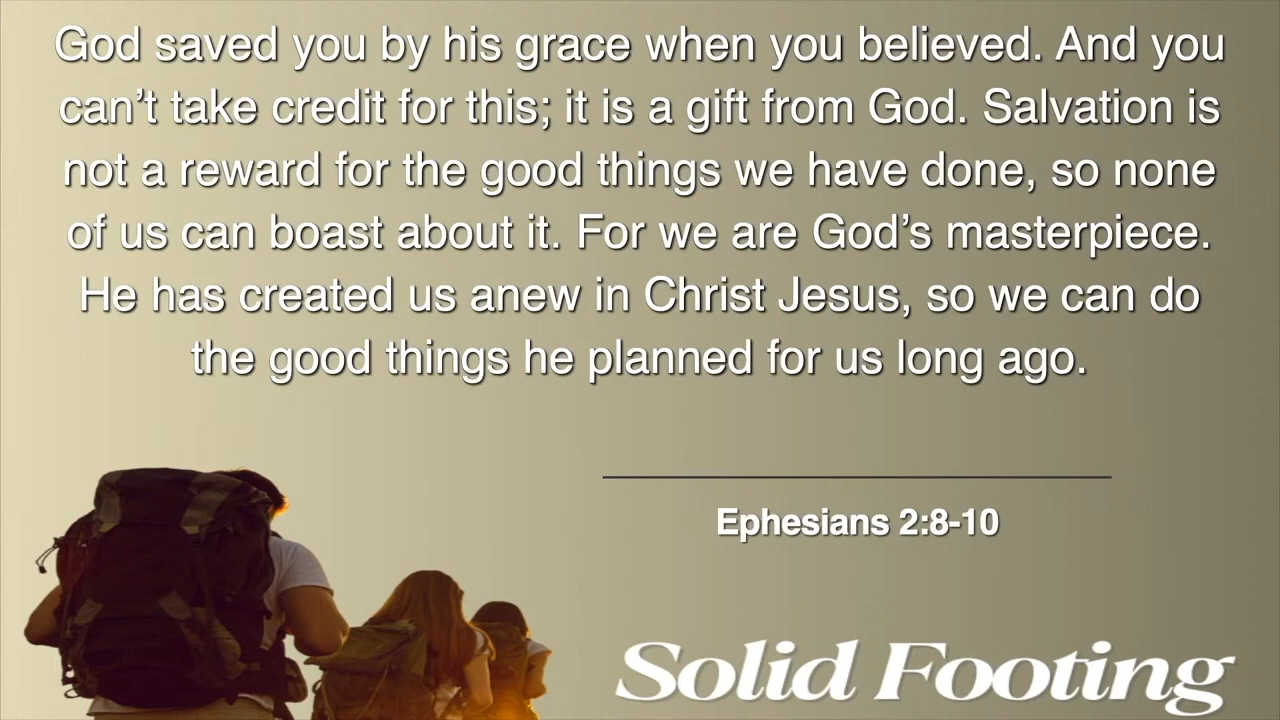 God saved you by his grace when you believed. And you
can’t take credit for this; it is a gift from God. Salvation is
not a reward for the good things we have done, so none
of us can boast about it. For we are God’s masterpiece.
He has created us anew in Christ Jesus, so we can do
the good things he planned for us long ago.
Ephesians 2:8-10
Solid Footing